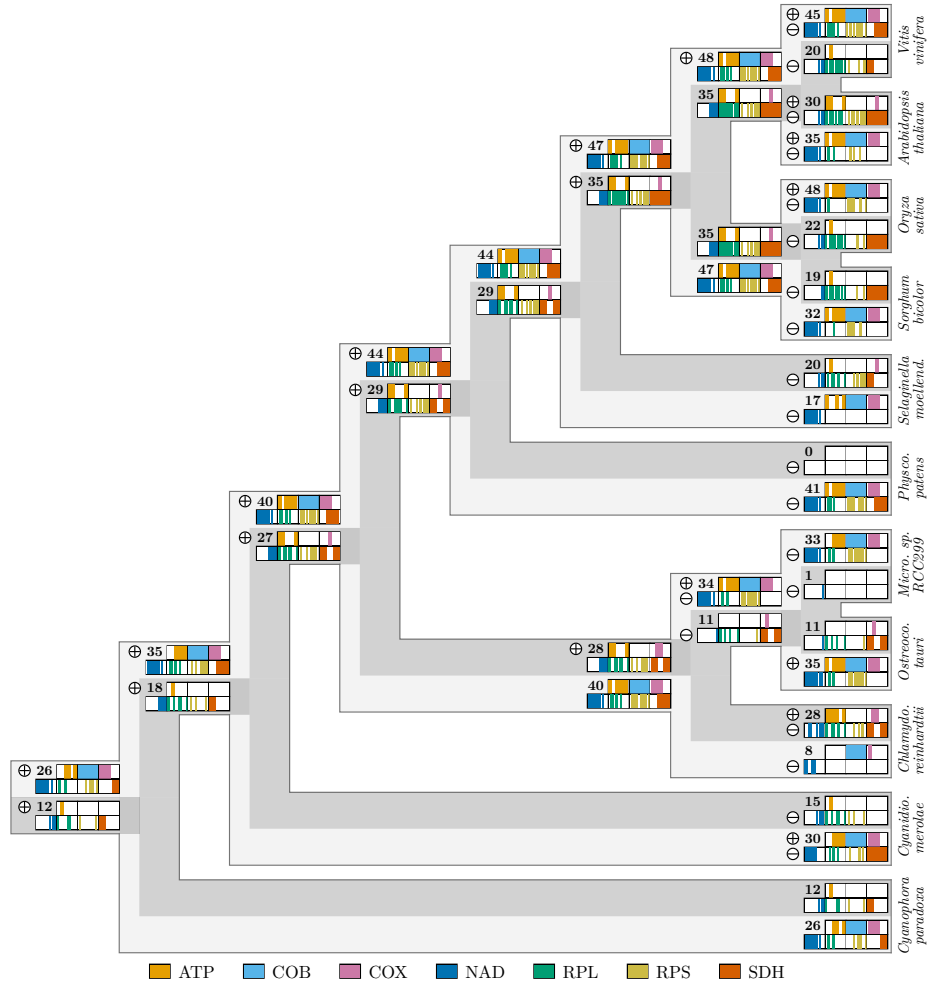 45
20
Vitis
vinifera
48
35
30
35
Arabidopsis
thaliana
47
35
48
22
Oryza
sativa
35
47
19
32
Sorghum
bicolor
44
29
20
17
Selaginella
moellend.
44
29
0
41
Physco.
patens
40
27
33
1
Micro. sp.
RCC299
34
11
11
35
Ostreoco.
tauri
28
40
28
8
Chlamydo.
reinhardtii
35
18
15
30
Cyanidio.
merolae
26
12
12
26
Cyanophora
paradoxa
ATP COB COX NAD RPL RPS SDH